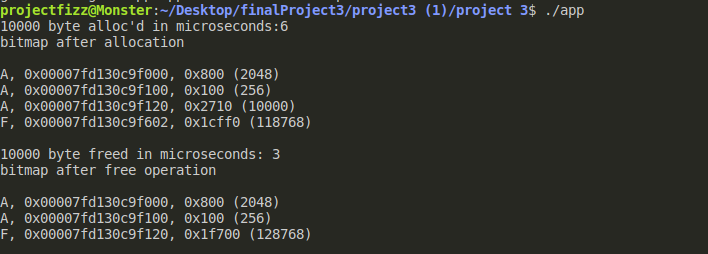 projectfizz@Monster:~/Desktop/finalProject3/project3 (1)/project 3$ ./app
10000 byte alloc'd in microseconds:6
bitmap after allocation
A, 0x00007fd130c9f000, 0x800 (2048)
A, 0x00007fd130c9f100, 0x100 (256)
A, 0x00007fd130c9f120, 0x2710 (10000)
F, 0x00007fd130c9f602, 0x1cff0 (118768)
10000 byte freed in microseconds: 3
bitmap after free operation
A, 0x00007fd130c9f000, 0x800 (2048)
A, 0x00007fd130c9f100, 0x100 (256)
F, 0x00007fd130c9f120, 0x1f700 (128768)